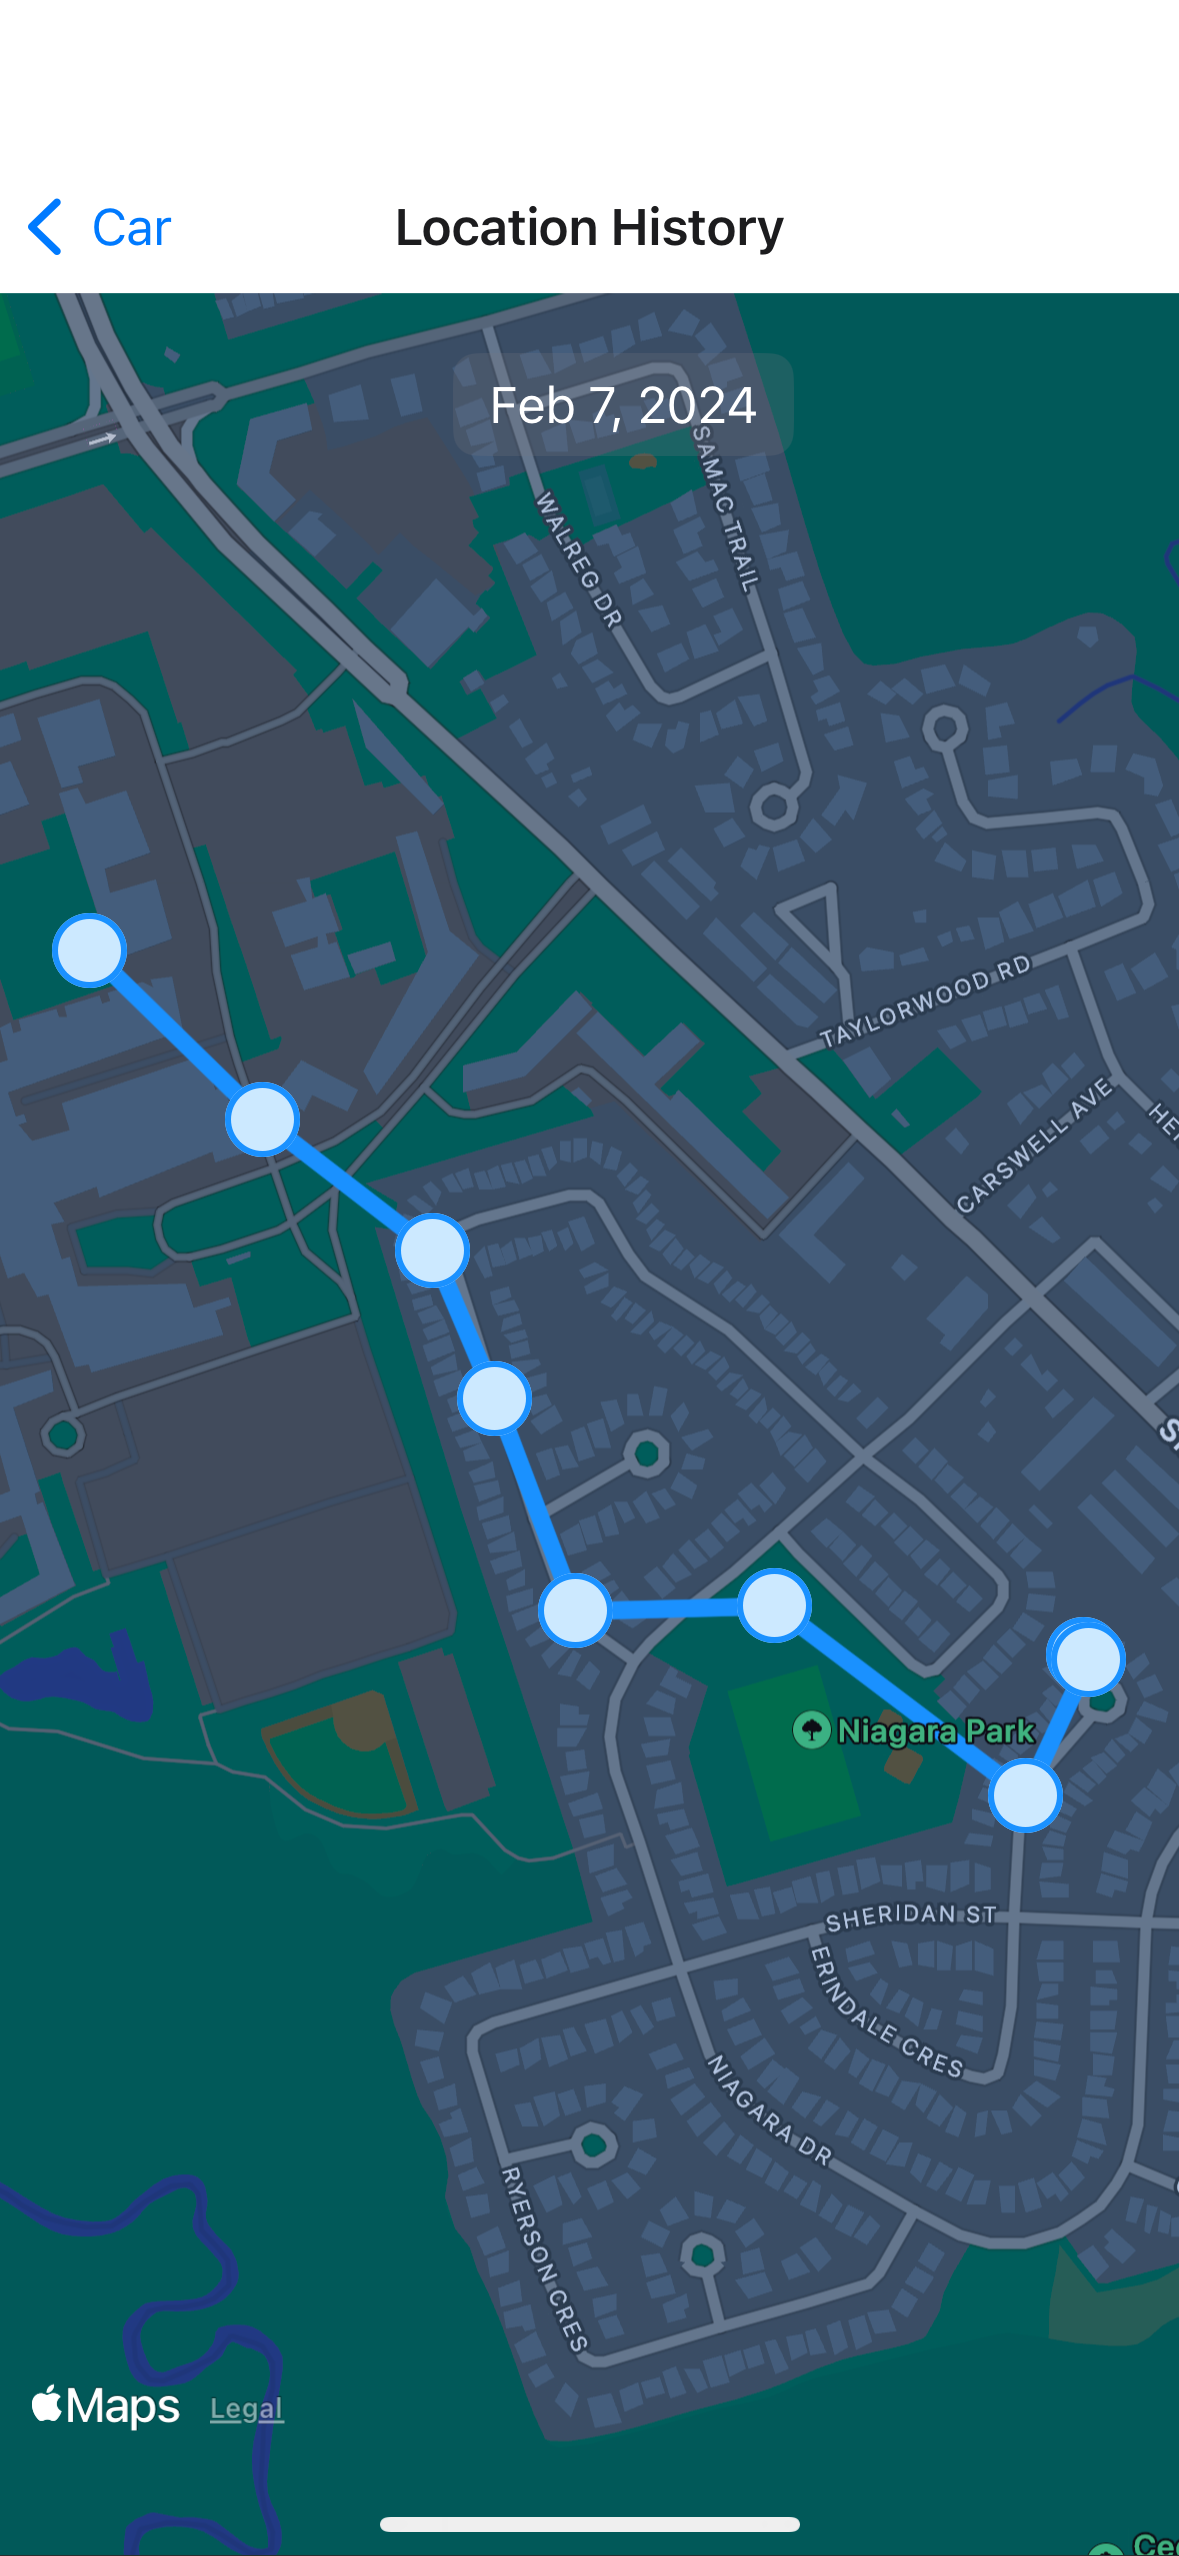 Car
Location History
Feb 7, 2024
SAMAC TRAIL
WALREG DR
TAYLORWOOD RD
CARSWELL AVE
Niagara Park
SHERIDAN ST
ERINDALE CRES
NIAGARA DR
RYERSON CRES
Maps
Legal